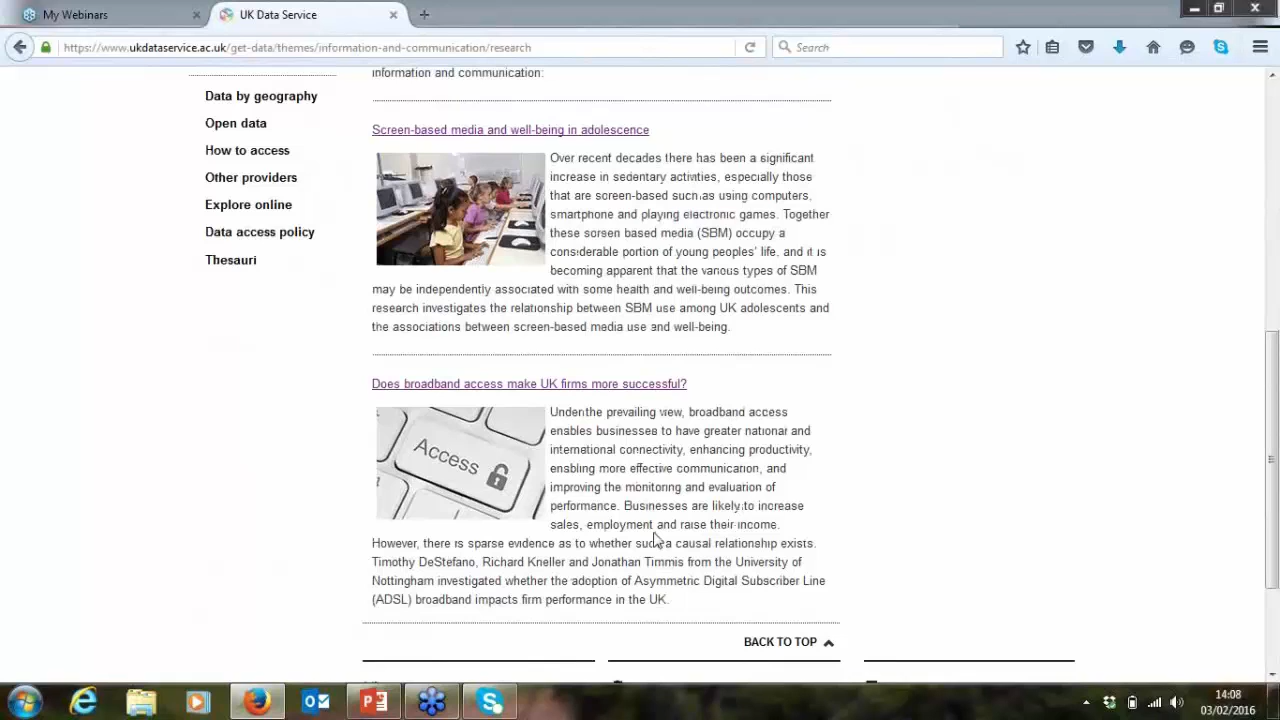 My Webinars
UK Data Service
https://www.ukdataservice.ac.uk/get-data/themes/information-and-communication/research
Search
information and communication:
Data by geography
Open data
How to access
Other providers
Explore online
Data access policy
Thesauri
Screen-based media and well-being in adolescence
Over recent decades there has been a significant
increase in sedentary activities, especially those
that are screen-based such as using computers,
smartphone and playing electronic games. Together
these screen based media (SBM) occupy a
considerable portion of young peoples' life, and it is
becoming apparent that the various types of SBM
may be independently associated with some health and well-being outcomes. This
research investigates the relationship between SBM use among UK adolescents and
the associations between screen-based media use and well-being.
Does broadband access make UK firms more successful?
Access
Under the prevailing view, broadband access
enables businesses to have greater national and
international connectivity, enhancing productivity,
enabling more effective communication, and
improving the monitoring and evaluation of
performance. Businesses are likely to increase
sales, employment and raise their income.
However, there is sparse evidence as to whether such a causal relationship exists.
Timothy DeStefano, Richard Kneller and Jonathan Timmis from the University of
Nottingham investigated whether the adoption of Asymmetric Digital Subscriber Line
(ADSL) broadband impacts firm performance in the UK.
BACK TO TOP
14:08
03/02/2016